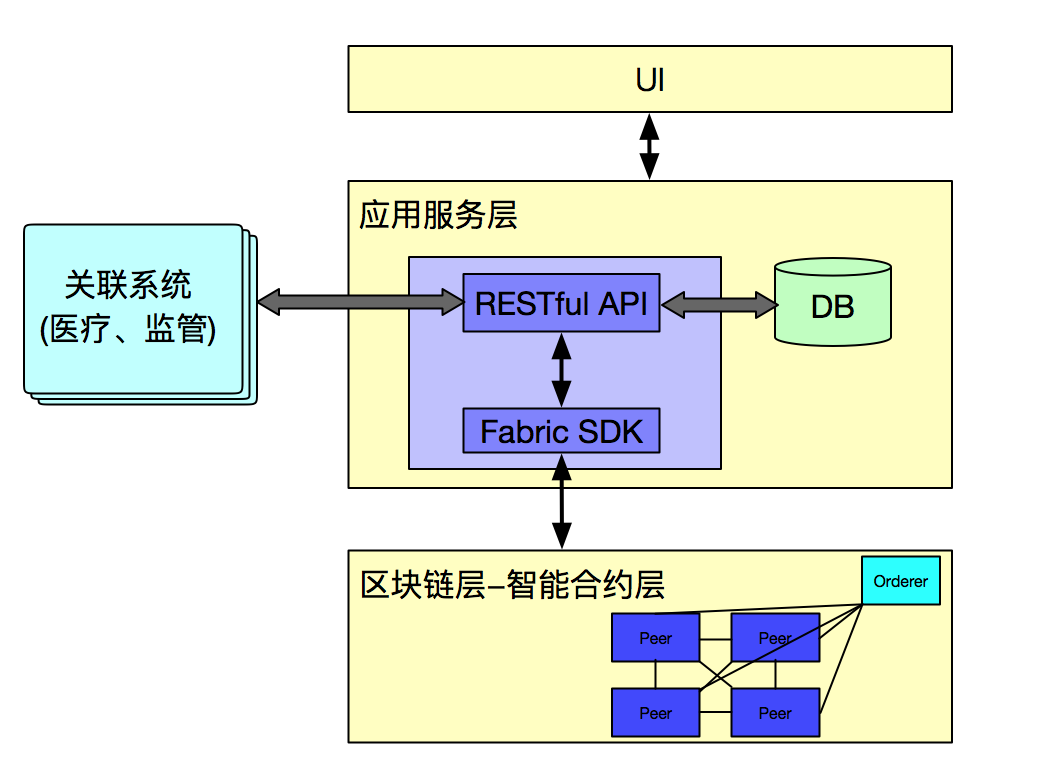 UI
应用服务层
关联系统
(医疗、监管)
RESTful API
DB
Fabric SDK
区块链层–智能合约层
Orderer
Peer
Peer
Peer
Peer